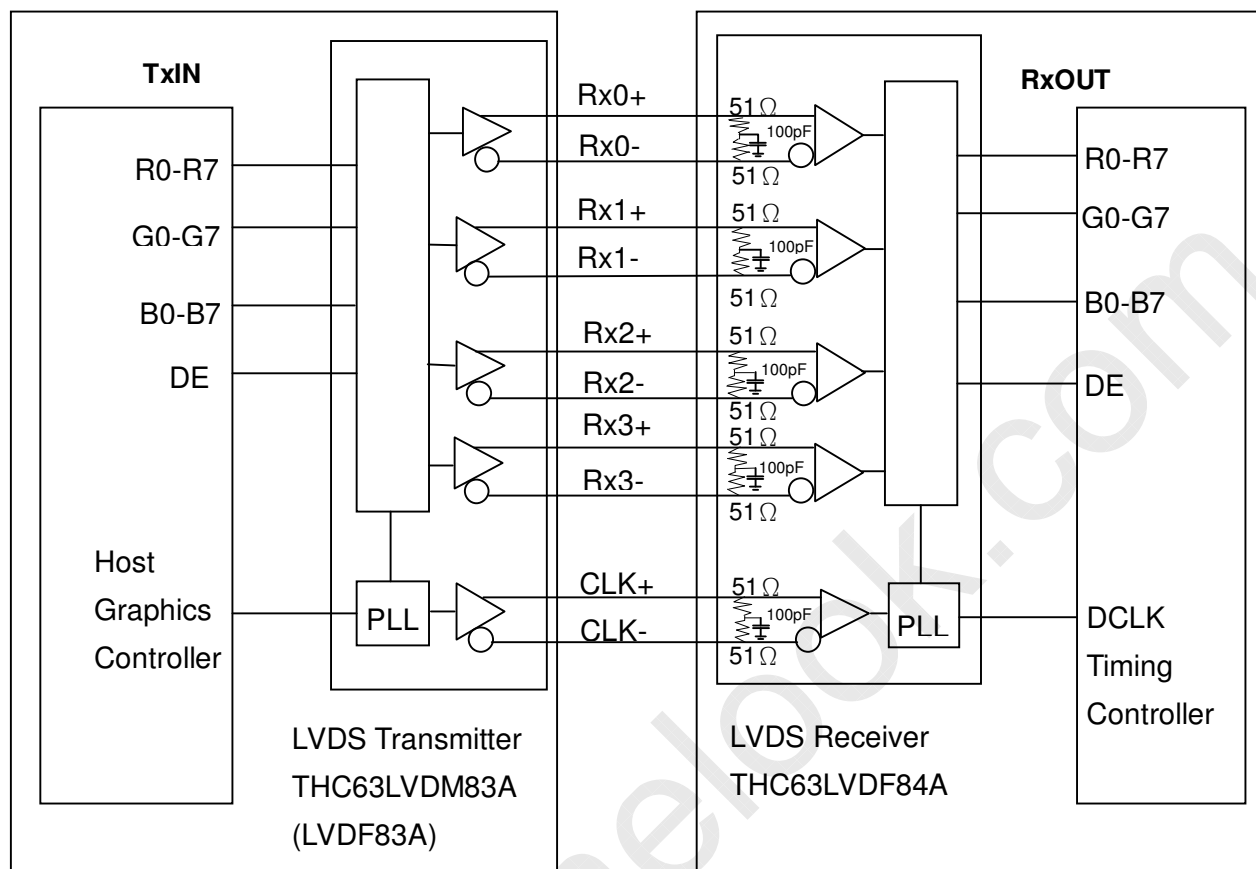 TxIN
R0-R7
G0-G7
B0-B7
DE
Host
Graphics
Controller
PLL
LVDS Transmitter
THC63LVDM83A
(LVDF83A)
Rx0+
Rx0-
Rx1+
Rx1-
Rx2+
Rx2-
Rx3+
Rx3-
CLK+
CLK-
51Ω
100pF
51Ω
51Ω
100pF
51Ω
51Ω
100pF
51Ω
51Ω
100pF
51Ω
51Ω
100pF
51Ω
PLL
LVDS Receiver
THC63LVDF84A
RxOUT
R0-R7
G0-G7
B0-B7
DE
DCLK
Timing
Controller
elook.com